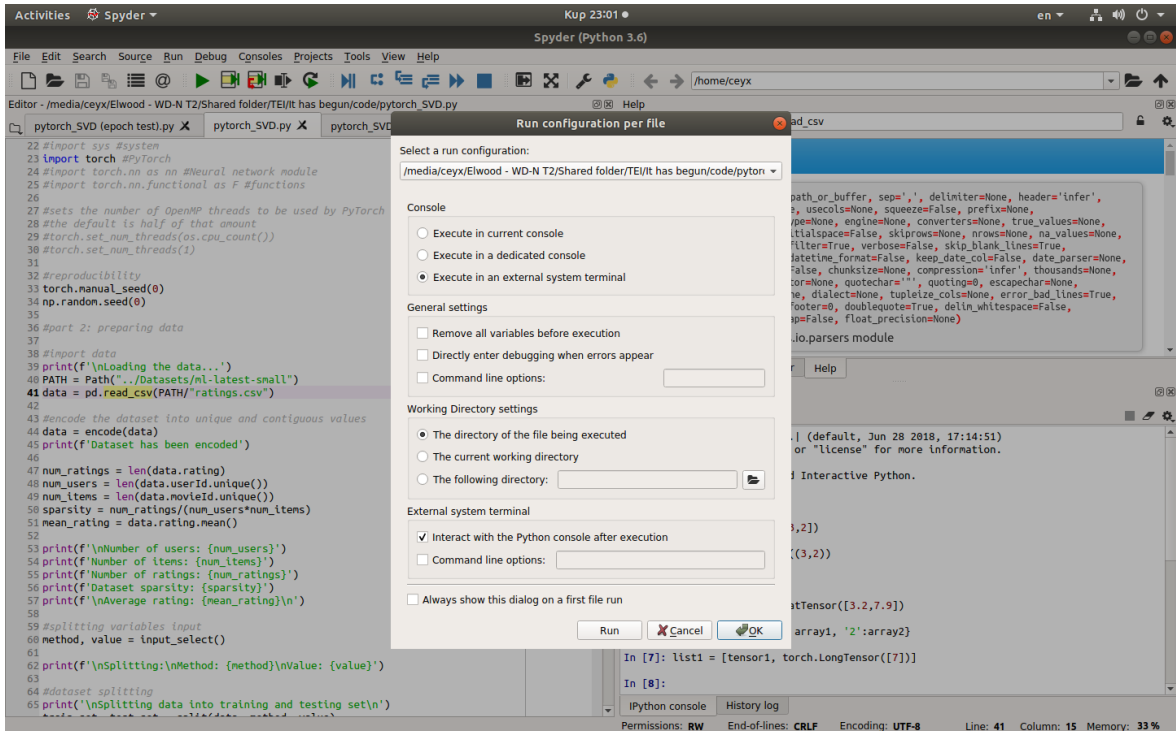 Activities Spyder
Kup 23:01
en
Spyder (Python 3.6)
File Edit Search Source Run Debug Consoles Projects Tools View Help
/home/ceyx
Editor - /media/ceyx/Elwood - WD-N T2/Shared folder/TEI/It has begun/code/pytorch_SVD.py
pytorch_SVD (epoch test).py
pytorch_SVD.py
pytorch_SVD
22 #import sys #system
23 import torch #PyTorch
24 #import torch.nn as nn #Neural network module
25 #import torch.nn.functional as F #functions
26
27 #sets the number of OpenMP threads to be used by PyTorch
28 #the default is half of that amount
29 #torch.set_num_threads(os.cpu_count())
30 #torch.set_num_threads(1)
31
32 #reproducibility
33 torch.manual_seed(0)
34 np.random.seed(0)
35
36 #part 2: preparing data
37
38 #import data
39 print(f'\nLoading the data...')
40 PATH = Path("../Datasets/ml-latest-small")
41 data = pd.read_csv(PATH/"ratings.csv")
42
43 #encode the dataset into unique and contiguous values
44 data = encode(data)
45 print(f'Dataset has been encoded')
46
47 num_ratings = len(data.rating)
48 num_users = len(data.userId.unique())
49 num_items = len(data.movieId.unique())
50 sparsity = num_ratings/(num_users*num_items)
51 mean_rating = data.rating.mean()
52
53 print(f'\nNumber of users: {num_users}')
54 print(f'Number of items: {num_items}')
55 print(f'Number of ratings: {num_ratings}')
56 print(f'Dataset sparsity: {sparsity}')
57 print(f'\nAverage rating: {mean_rating}\n')
58
59 #splitting variables input
60 method, value = input_select()
61
62 print(f'\nSplitting:\nMethod: {method}\nValue: {value}')
63
64 #dataset splitting
65 print('\nSplitting data into training and testing set\n')
Run configuration per file
Select a run configuration:
/media/ceyx/Elwood - WD-N T2/Shared folder/TEI/It has begun/code/pytor
Console
Execute in current console
Execute in a dedicated console
Execute in an external system terminal
General settings
Remove all variables before execution
Directly enter debugging when errors appear
Command line options:
Working Directory settings
The directory of the file being executed
The current working directory
The following directory:
External system terminal
Interact with the Python console after execution
Command line options:
Always show this dialog on a first file run
Run Cancel OK
Help
ad_csv
path_or_buffer, sep=',', delimiter=None, header='infer',
e, usecols=None, squeeze=False, prefix=None,
ype=None, engine=None, converters=None, true_values=None,
itialspace=False, skiprows=None, nrows=None, na_values=None,
filter=True, verbose=False, skip_blank_lines=True,
datetime_format=False, keep_date_col=False, date_parser=None,
False, chunksize=None, compression='infer', thousands=None,
tor=None, quotechar='"', quoting=0, escapechar=None,
ne, dialect=None, tupleize_cols=None, error_bad_lines=True,
footer=0, doublequote=True, delim_whitespace=False,
ap=False, float_precision=None)
.io.parsers module
r Help
.| (default, Jun 28 2018, 17:14:51)
or "license" for more information.
d Interactive Python.
3,2])
((3,2))
atTensor([3.2,7.9])
array1, '2':array2}
In [7]: list1 = [tensor1, torch.LongTensor([7])]
In [8]:
IPython console History log
Permissions: RW End-of-lines: CRLF Encoding: UTF-8 Line: 41 Column: 15 Memory: 33 %